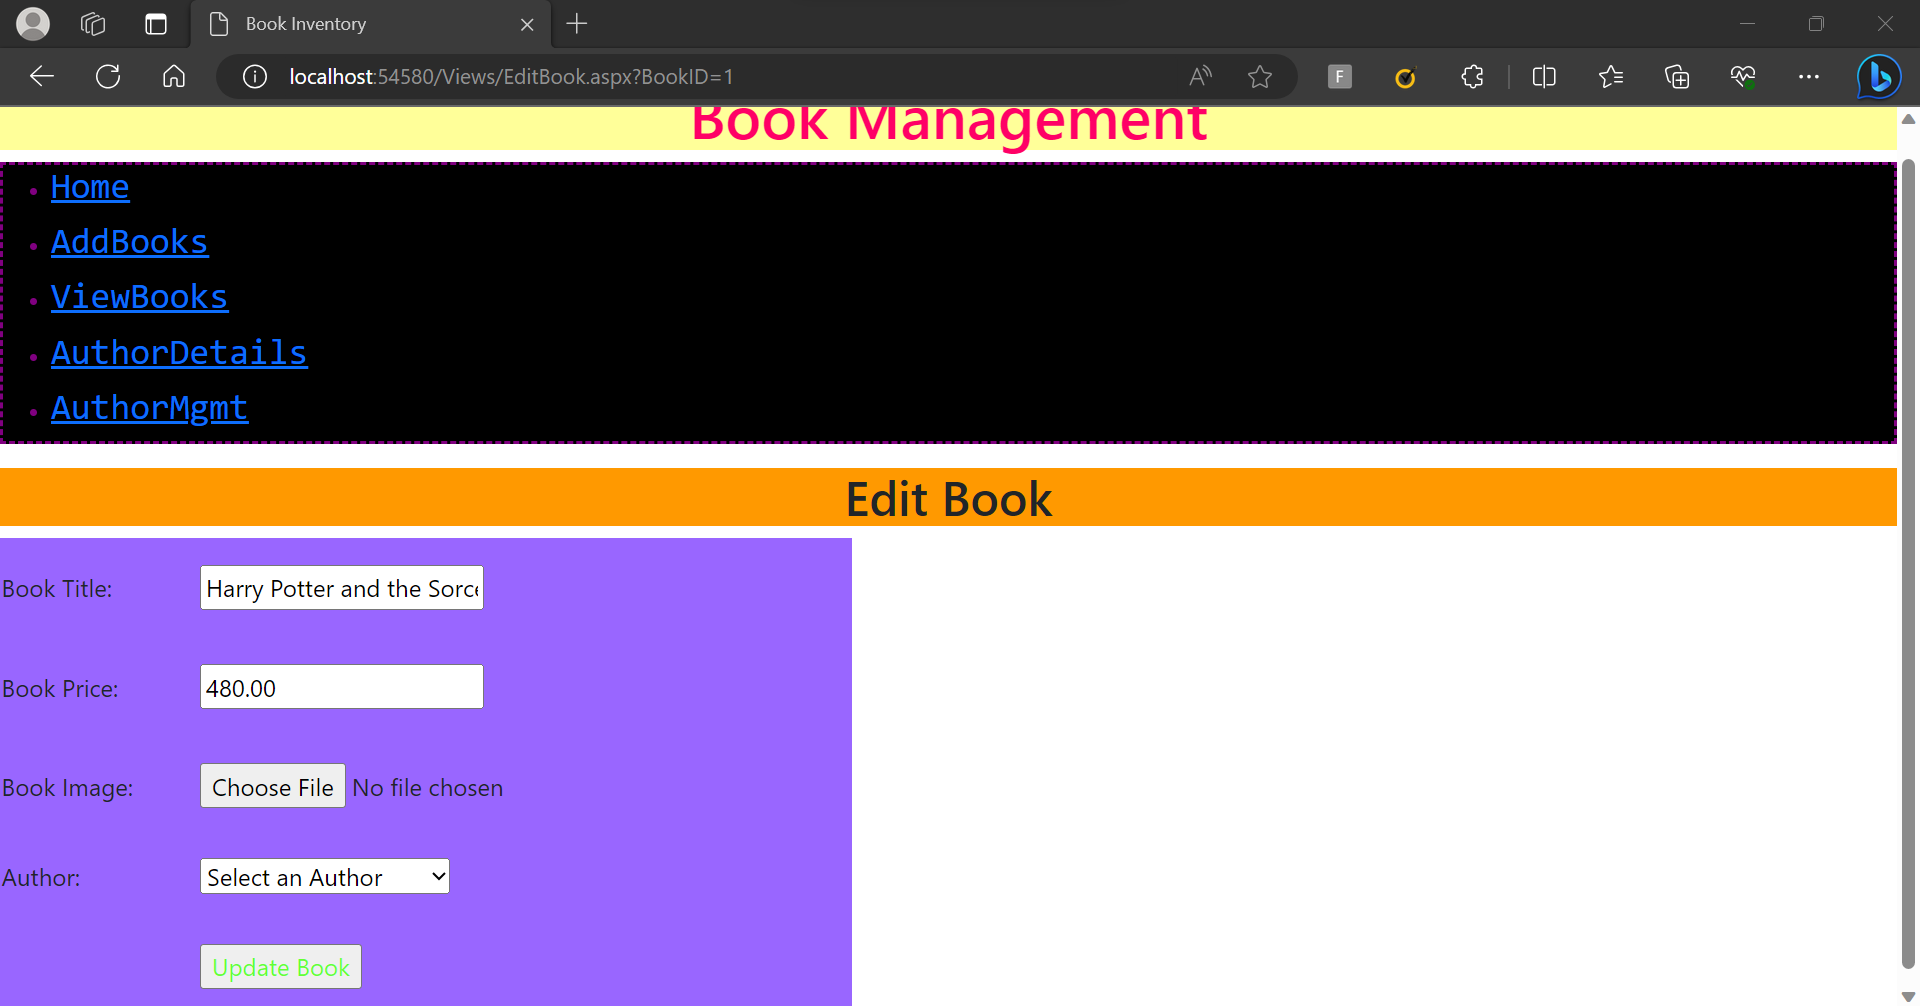 Book Inventory
localhost:54580/Views/EditBook.aspx?BookID=1
F
Book Management
Home
AddBooks
ViewBooks
AuthorDetails
AuthorMgmt
Edit Book
Book Title: Harry Potter and the Sorce
Book Price: 480.00
Book Image: Choose File No file chosen
Author: Select an Author
Update Book